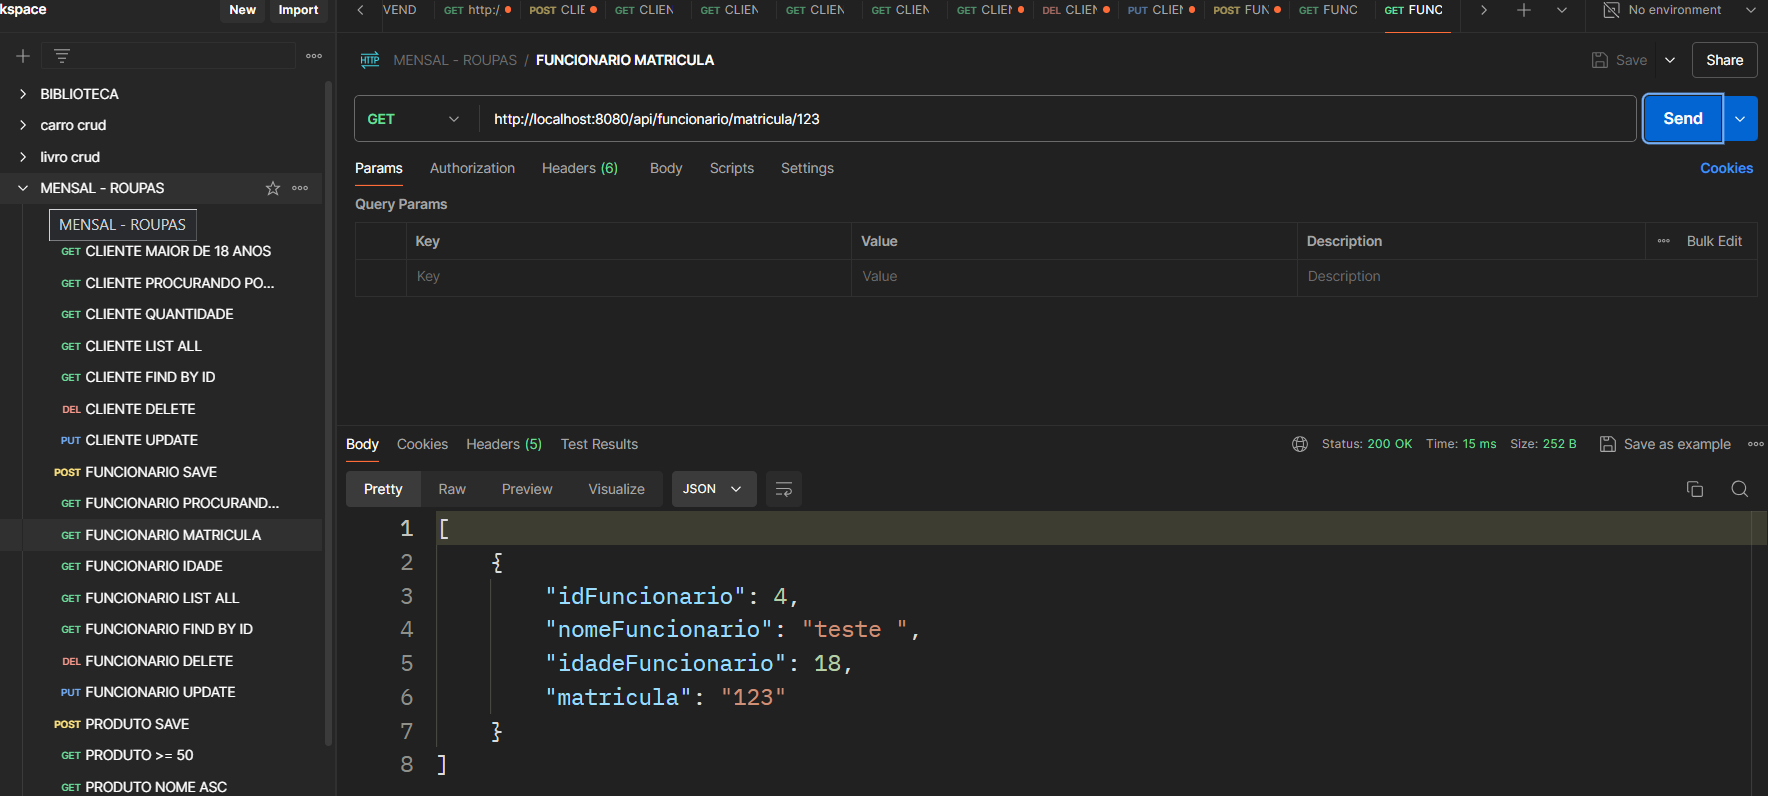 kspace
New
Import
VEND
GET http:/
POST CLIE
GET CLIEN
GET CLIEN
GET CLIEN
GET CLIEN
GET CLIEN
DEL CLIEN
PUT CLIEN
POST FUN
GET FUNC
GET FUNC
No environment
HTTP MENSAL - ROUPAS / FUNCIONARIO MATRICULA
Save
Share
BIBLIOTECA
carro crud
livro crud
MENSAL - ROUPAS
MENSAL - ROUPAS
GET CLIENTE MAIOR DE 18 ANOS
GET CLIENTE PROCURANDO PO...
GET CLIENTE QUANTIDADE
GET CLIENTE LIST ALL
GET CLIENTE FIND BY ID
DEL CLIENTE DELETE
PUT CLIENTE UPDATE
POST FUNCIONARIO SAVE
GET FUNCIONARIO PROCURAND...
GET FUNCIONARIO MATRICULA
GET FUNCIONARIO IDADE
GET FUNCIONARIO LIST ALL
GET FUNCIONARIO FIND BY ID
DEL FUNCIONARIO DELETE
PUT FUNCIONARIO UPDATE
POST PRODUTO SAVE
GET PRODUTO >= 50
GET PRODUTO NOME ASC
GET http://localhost:8080/api/funcionario/matricula/123
Send
Params Authorization Headers (6) Body Scripts Settings
Cookies
Query Params
Key Value Description Bulk Edit
Key Value Description
Body Cookies Headers (5) Test Results
Status: 200 OK Time: 15 ms Size: 252 B
Save as example
Pretty Raw Preview Visualize JSON
1 [
2 {
3 "idFuncionario": 4,
4 "nomeFuncionario": "teste ",
5 "idadeFuncionario": 18,
6 "matricula": "123"
7 }
8 ]